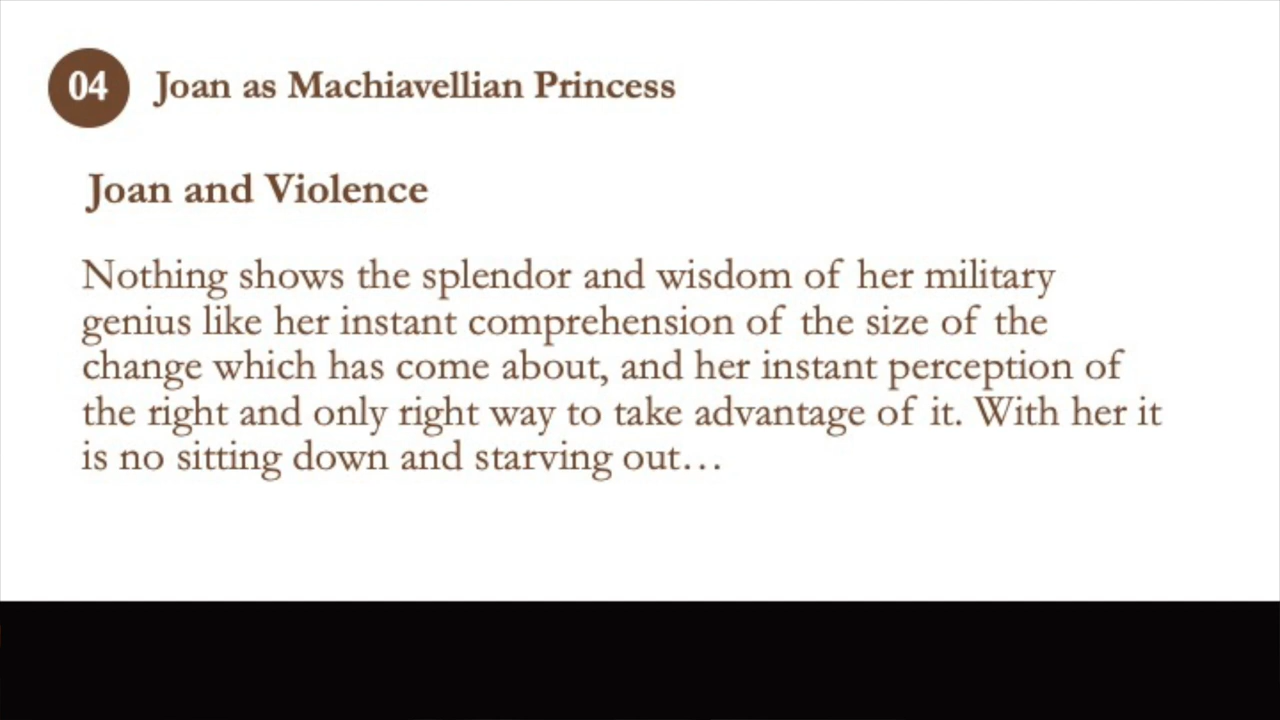 04 Joan as Machiavellian Princess
Joan and Violence
Nothing shows the splendor and wisdom of her military
genius like her instant comprehension of the size of the
change which has come about, and her instant perception of
the right and only right way to take advantage of it. With her it
is no sitting down and starving out…